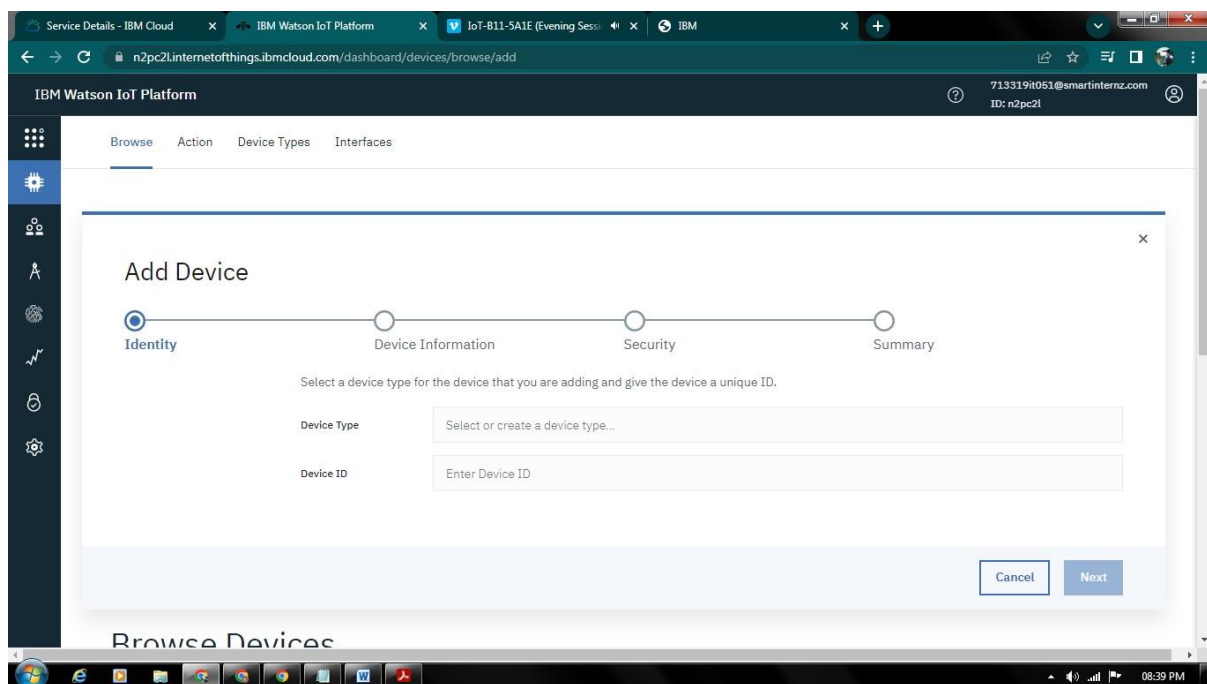 Service Details - IBM Cloud
IBM Watson IoT Platform
IoT-B11-5A1E (Evening Sessi
IBM
n2pc2l.internetofthings.ibmcloud.com/dashboard/devices/browse/add
IBM Watson IoT Platform
713319it051@smartinternz.com
ID: n2pc2l
Browse Action Device Types Interfaces
Add Device
Identity Device Information Security Summary
Select a device type for the device that you are adding and give the device a unique ID.
Device Type Select or create a device type...
Device ID Enter Device ID
Cancel Next
Browse Devices
08:39 PM